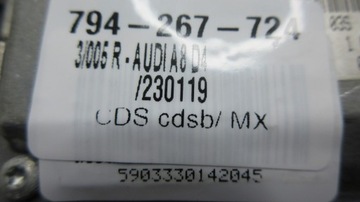 794-267-724
3/005 R - AUDI A8 D4
/230119
CDS cdsb/ MX
5903330142045